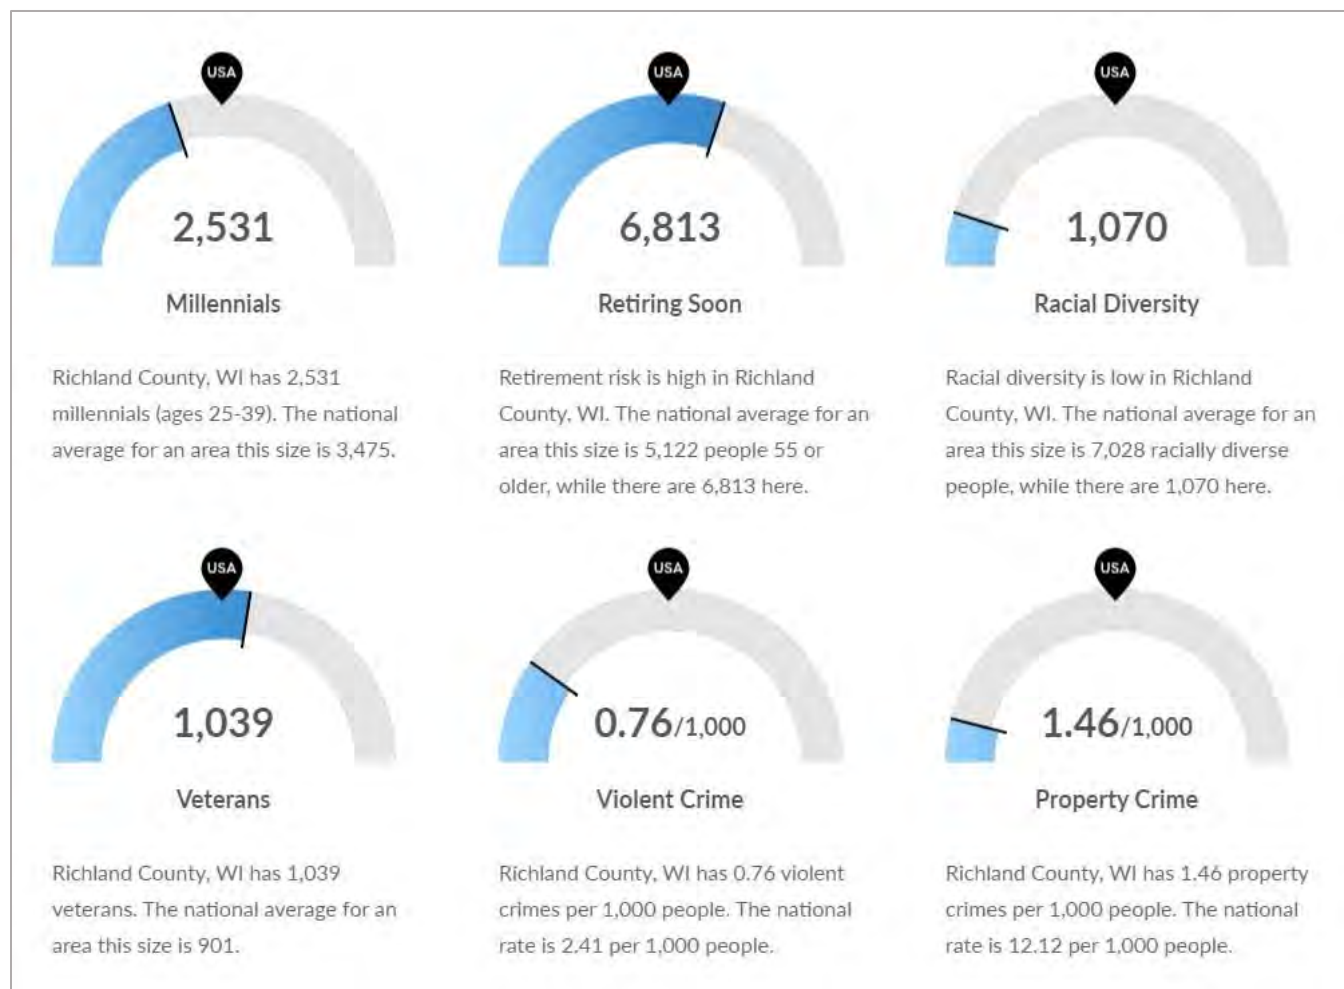 USA
2,531
Millennials
Richland County, WI has 2,531
millennials (ages 25-39). The national
average for an area this size is 3,475.
USA
6,813
Retiring Soon
Retirement risk is high in Richland
County, WI. The national average for an
area this size is 5,122 people 55 or
older, while there are 6,813 here.
USA
1,070
Racial Diversity
Racial diversity is low in Richland
County, WI. The national average for an
area this size is 7,028 racially diverse
people, while there are 1,070 here.
USA
1,039
Veterans
Richland County, WI has 1,039
veterans. The national average for an
area this size is 901.
USA
0.76/1,000
Violent Crime
Richland County, WI has 0.76 violent
crimes per 1,000 people. The national
rate is 2.41 per 1,000 people.
USA
1.46/1,000
Property Crime
Richland County, WI has 1.46 property
crimes per 1,000 people. The national
rate is 12.12 per 1,000 people.